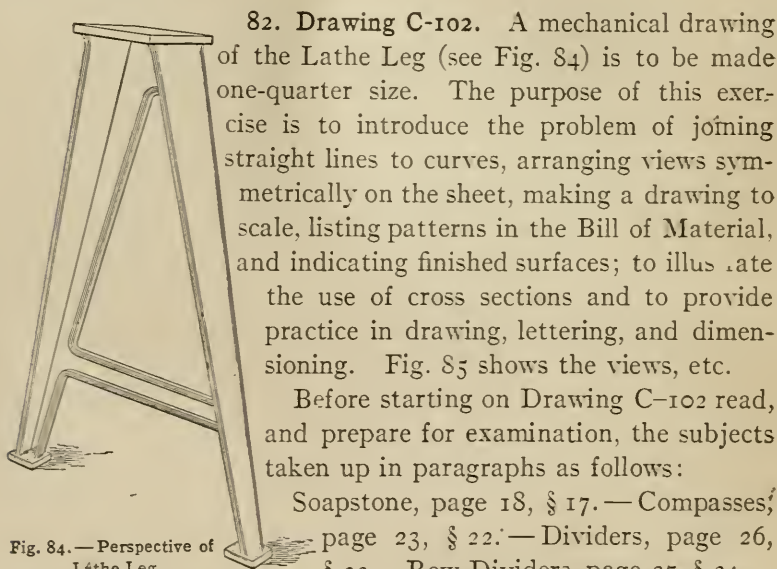 82. Drawing C-102. A mechanical drawing
of the Lathe Leg (see Fig. 84) is to be made
one-quarter size. The purpose of this exer-
cise is to introduce the problem of joining
straight lines to curves, arranging views sym-
metrically on the sheet, making a drawing to
scale, listing patterns in the Bill of Material,
and indicating finished surfaces; to illus ate
the use of cross sections and to provide
practice in drawing, lettering, and dimen-
sioning. Fig. 85 shows the views, etc.
Before starting on Drawing C-102 read,
and prepare for examination, the subjects
taken up in paragraphs as follows:
Soapstone, page 18, § 17.—Compasses,
page 23, § 22.—Dividers, page 26,
Bow Dividers, page
Fig. 84.—Perspective of
Lathe Leg